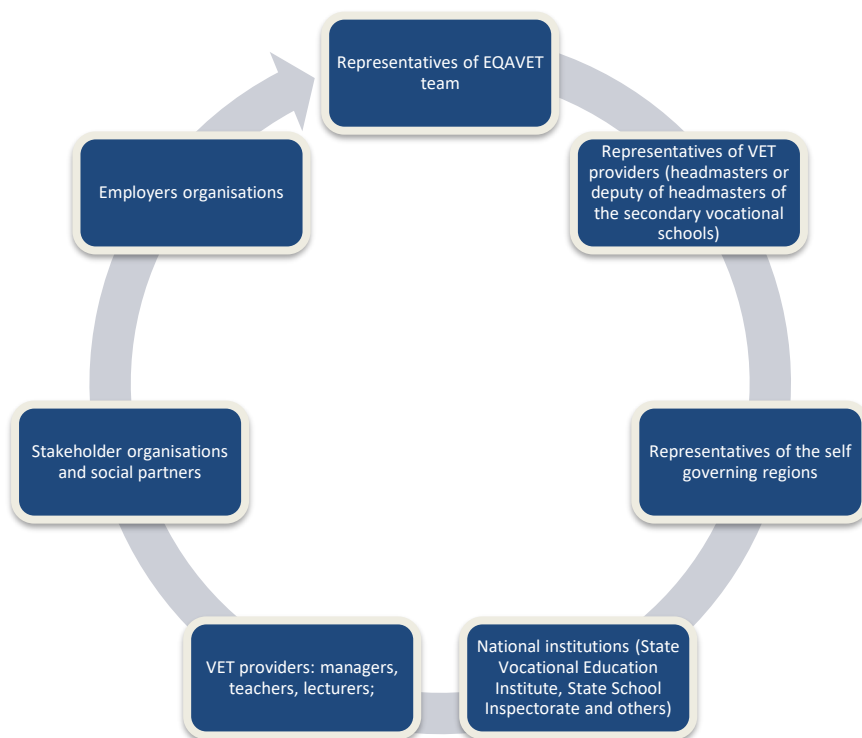 Representatives of EQAVET
team
Representatives of VET
providers (headmasters or
deputy of headmasters of
the secondary vocational
schools)
Representatives of the self
governing regions
National institutions (State
Vocational Education
Institute, State School
Inspectorate and others)
VET providers: managers,
teachers, lecturers;
Stakeholder organisations
and social partners
Employers organisations